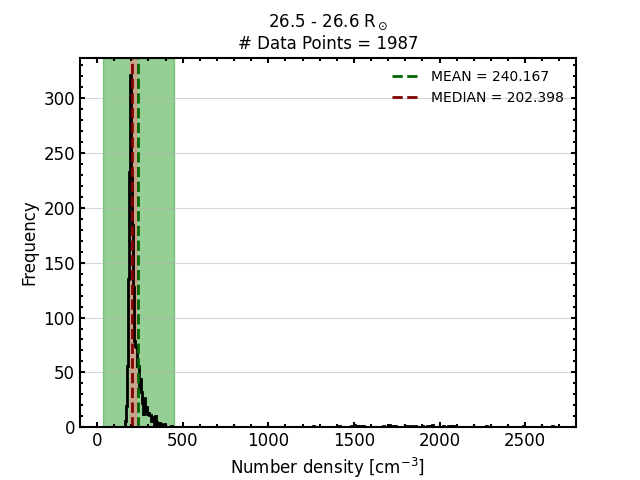 26.5 - 26.6 R⊙
# Data Points = 1987
MEAN = 240.167
MEDIAN = 202.398
300
250
200
150
100
50
0
Frequency
0 500 1000 1500 2000 2500
Number density [cm⁻³]